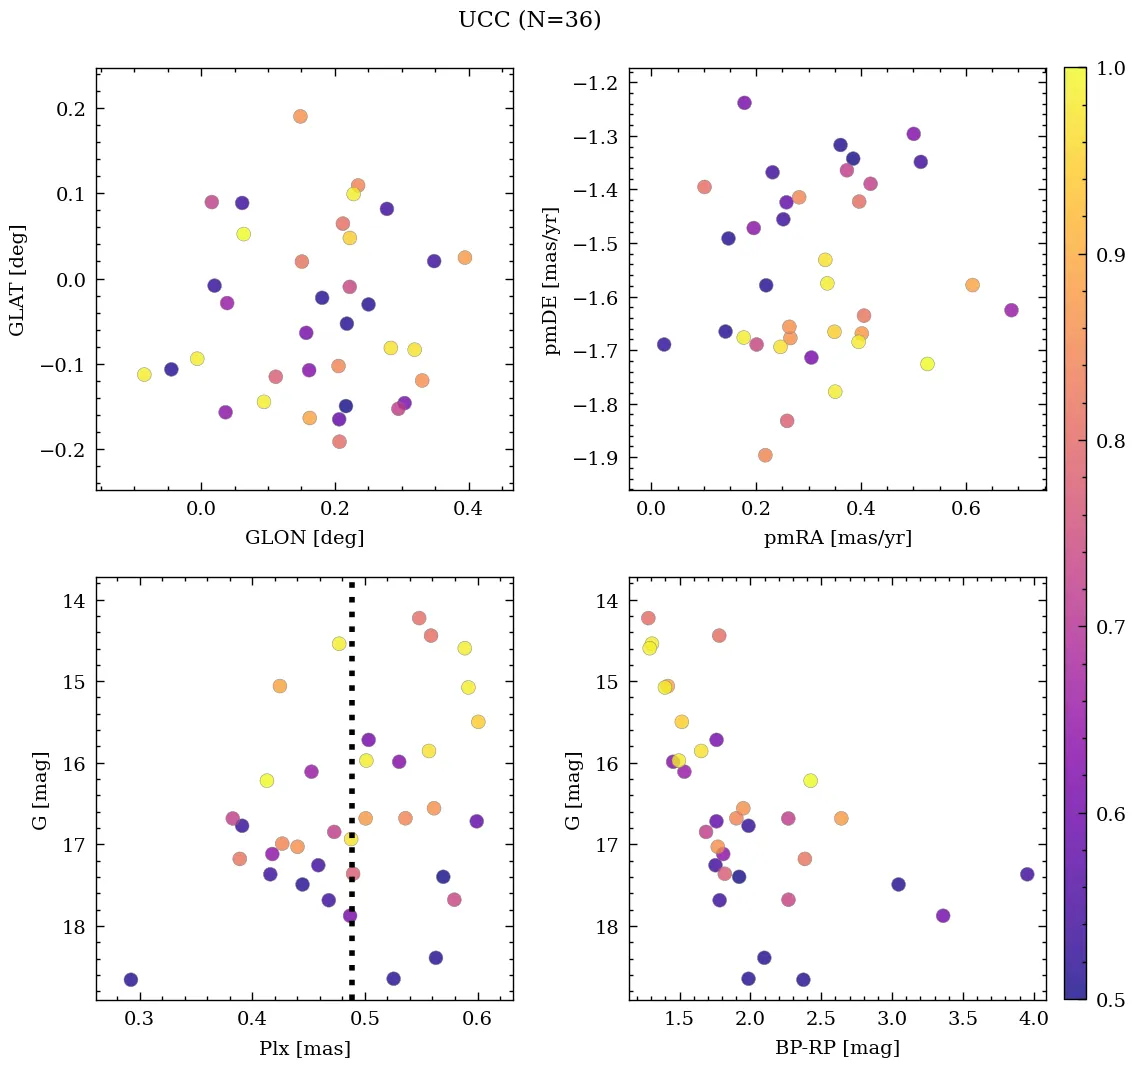 UCC (N=36)
0.2
0.1
0.0
−0.1
−0.2
GLAT [deg]
0.0 0.2 0.4
GLON [deg]
−1.2
−1.3
−1.4
−1.5
−1.6
−1.7
−1.8
−1.9
pmDE [mas/yr]
0.0 0.2 0.4 0.6
pmRA [mas/yr]
14
15
16
17
18
G [mag]
0.3 0.4 0.5 0.6
Plx [mas]
14
15
16
17
18
G [mag]
1.5 2.0 2.5 3.0 3.5 4.0
BP-RP [mag]
1.0
0.9
0.8
0.7
0.6
0.5